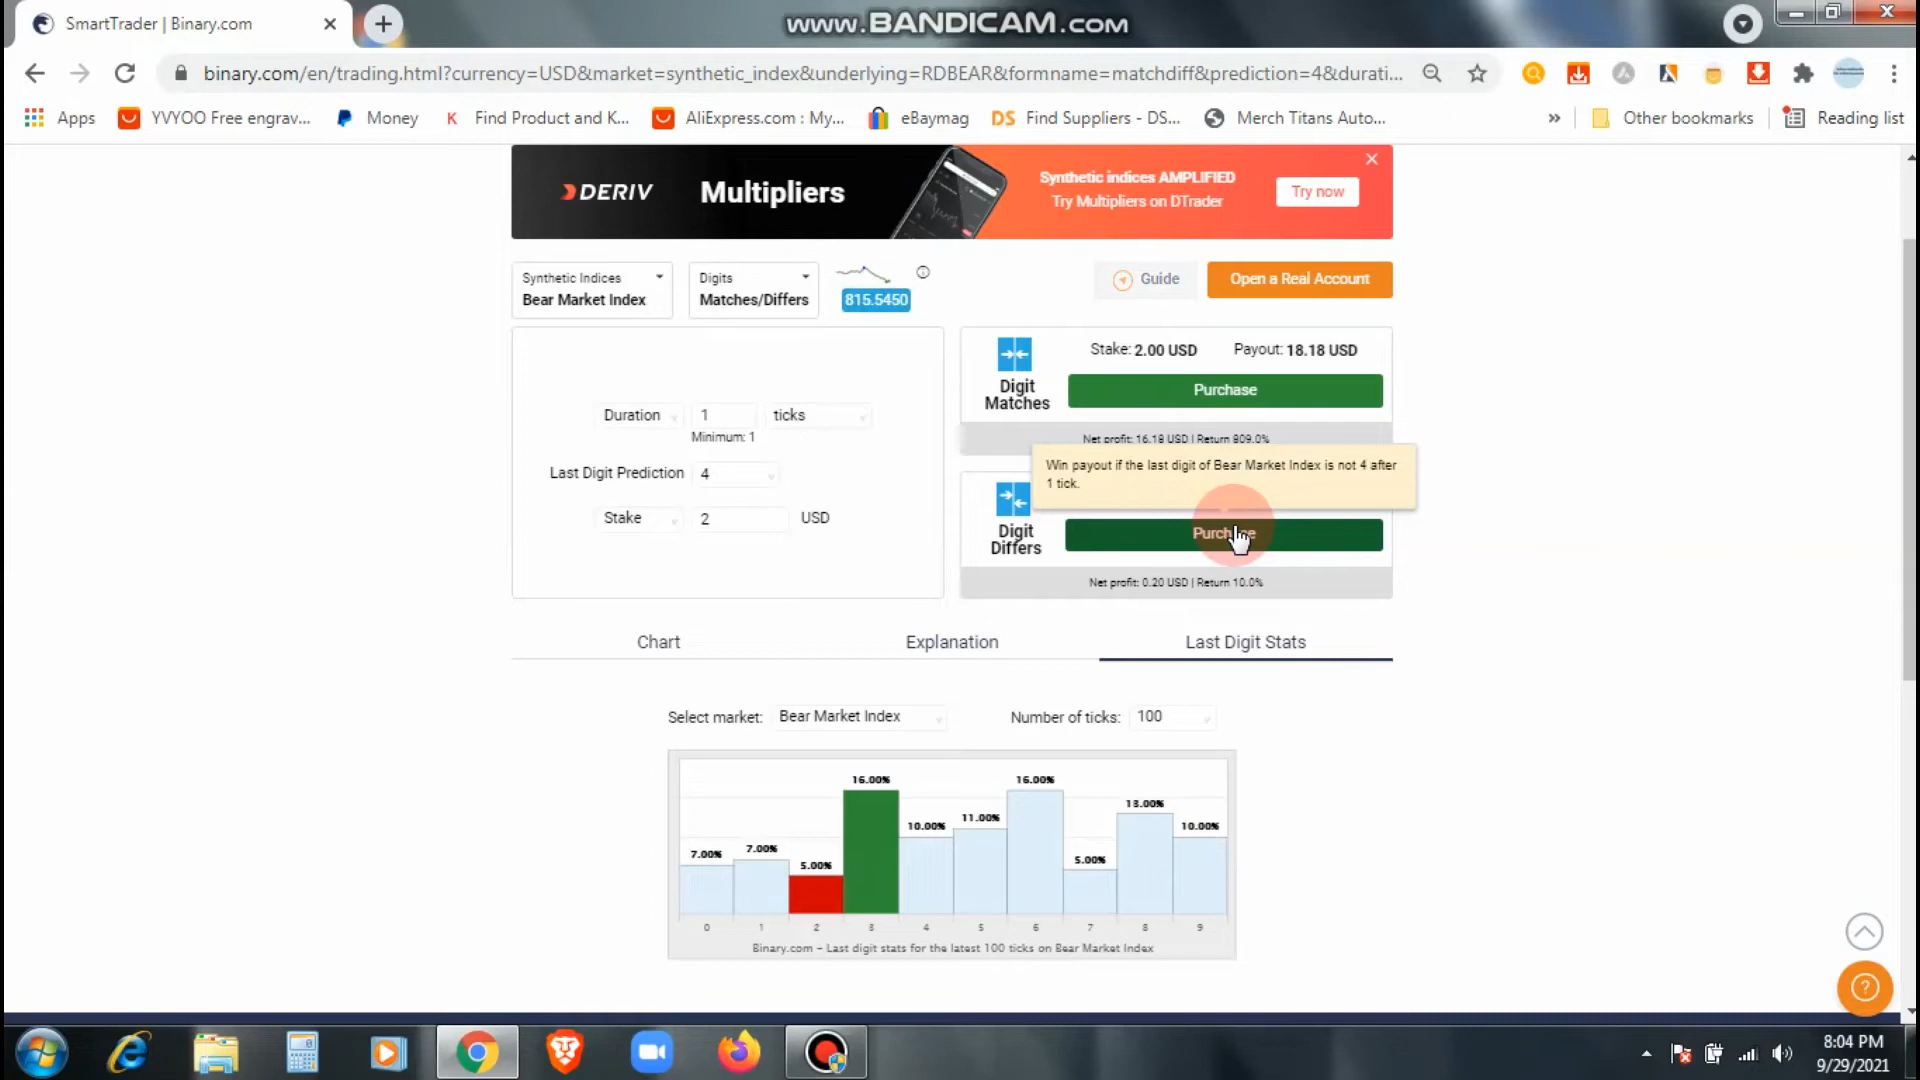 SmartTrader | Binary.com
www.BANDICAM.com
binary.com/en/trading.html?currency=USD&market=synthetic_index&underlying=RDBEAR&formname=matchdiff&prediction=4&durati...
Apps
YVYOO Free engrav...
Money
Find Product and K...
AliExpress.com : My...
eBaymag
DS Find Suppliers - DS...
Merch Titans Auto...
»
Other bookmarks
Reading list
DERIV
Multipliers
Synthetic indices AMPLIFIED
Try Multipliers on DTrader
Try now
Synthetic Indices
Bear Market Index
Digits
Matches/Differs
815.5450
Guide
Open a Real Account
Duration 1 ticks
Minimum: 1
Last Digit Prediction 4
Stake 2 USD
Stake: 2.00 USD Payout: 18.18 USD
Digit
Matches
Purchase
Net profit: 16.18 USD | Return 809.0%
Win payout if the last digit of Bear Market Index is not 4 after
1 tick.
Digit
Differs
Purchase
Net profit: 0.20 USD | Return 10.0%
Chart
Explanation
Last Digit Stats
Select market: Bear Market Index
Number of ticks: 100
7.00% 7.00% 5.00% 16.00% 10.00% 11.00% 16.00% 5.00% 13.00% 10.00%
0 1 2 3 4 5 6 7 8 9
Binary.com – Last digit stats for the latest 100 ticks on Bear Market Index
8:04 PM
9/29/2021